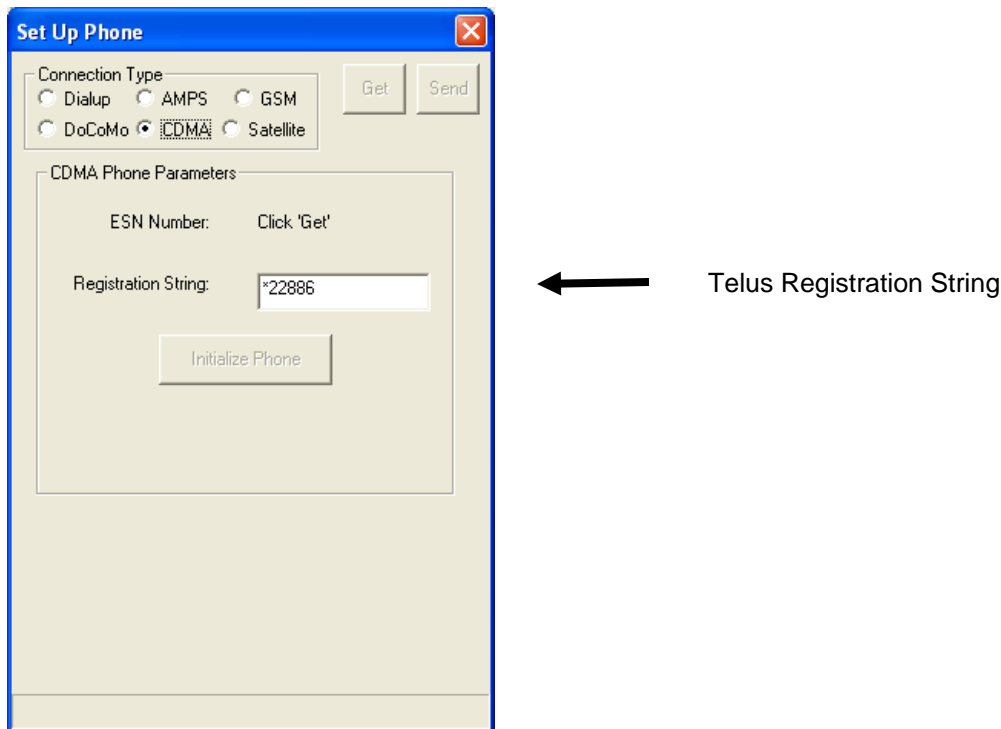 Set Up Phone
Connection Type
Dialup AMPS GSM
DoCoMo CDMA Satellite
Get Send
CDMA Phone Parameters
ESN Number: Click 'Get'
Registration String: *22886
Initialize Phone
Telus Registration String